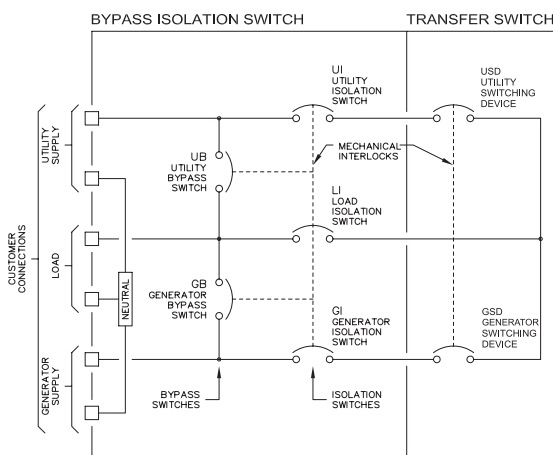 BYPASS ISOLATION SWITCH
TRANSFER SWITCH
UI
UTILITY
ISOLATION
SWITCH
USD
UTILITY
SWITCHING
DEVICE
UB
UTILITY
BYPASS
SWITCH
MECHANICAL
INTERLOCKS
LI
LOAD
ISOLATION
SWITCH
GB
GENERATOR
BYPASS
SWITCH
GI
GENERATOR
ISOLATION
SWITCH
GSD
GENERATOR
SWITCHING
DEVICE
CUSTOMER
CONNECTIONS
UTILITY
SUPPLY
LOAD
GENERATOR
SUPPLY
NEUTRAL
BYPASS
SWITCHES
ISOLATION
SWITCHES